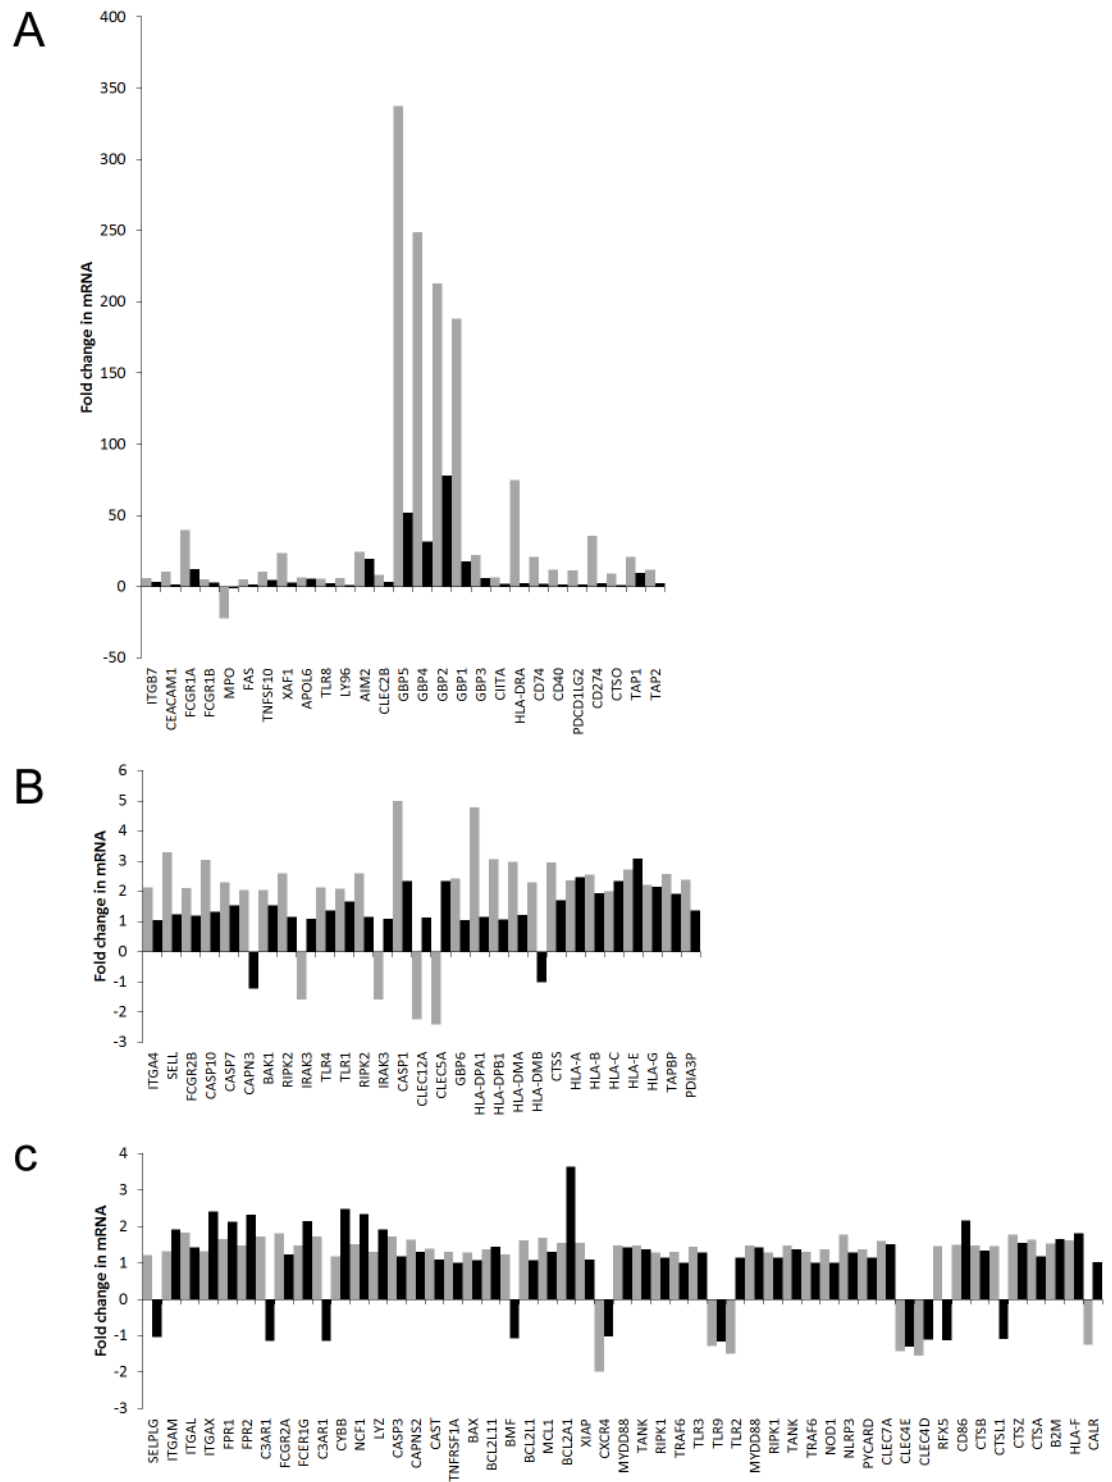 A
400
350
300
250
200
150
100
50
0
-50
Fold change in mRNA
ITGB7
CEACAM1
FCGR1A
FCGR1B
MPO
FAS
TNFSF10
XAF1
APOL6
TLR8
LY96
AIM2
CLEC2B
GBP5
GBP4
GBP2
GBP1
GBP3
CIITA
HLA-DRA
CD74
CD40
PDCD1LG2
CD274
CTSO
TAP1
TAP2
B
6
5
4
3
2
1
0
-1
-2
-3
Fold change in mRNA
ITGA4
SELL
FCGR2B
CASP10
CASP7
CAPN3
BAK1
RIPK2
IRAK3
TLR4
TLR1
RIPK2
IRAK3
CASP1
CLEC12A
CLEC5A
GBP6
HLA-DPA1
HLA-DPB1
HLA-DMA
HLA-DMB
CTSS
HLA-A
HLA-B
HLA-C
HLA-E
HLA-G
TAPBP
PDIA3P
C
4
3
2
1
0
-1
-2
-3
Fold change in mRNA
SELPLG
ITGAM
ITGAL
ITGAX
FPR1
FPR2
C3AR1
FCGR2A
FCER1G
C3AR1
CYBB
NCF1
LYZ
CASP3
CAPNS2
CAST
TNFRSF1A
BAX
BCL2L11
BMF
BCL2L1
MCL1
BCL2A1
XIAP
CXCR4
MYDD88
TANK
RIPK1
TRAF6
TLR3
TLR9
TLR2
MYDD88
RIPK1
TANK
TRAF6
NOD1
NLRP3
PYCARD
CLEC7A
CLEC4E
CLEC4D
RFX5
CD86
CTSB
CTSL1
CTSZ
CTSA
B2M
HLA-F
CALR